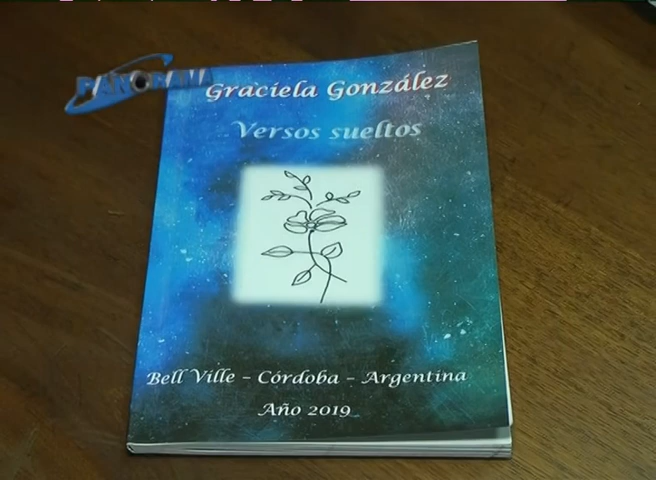 PANORAMA
Graciela González
Versos sueltos
Bell Ville - Córdoba - Argentina
Año 2019